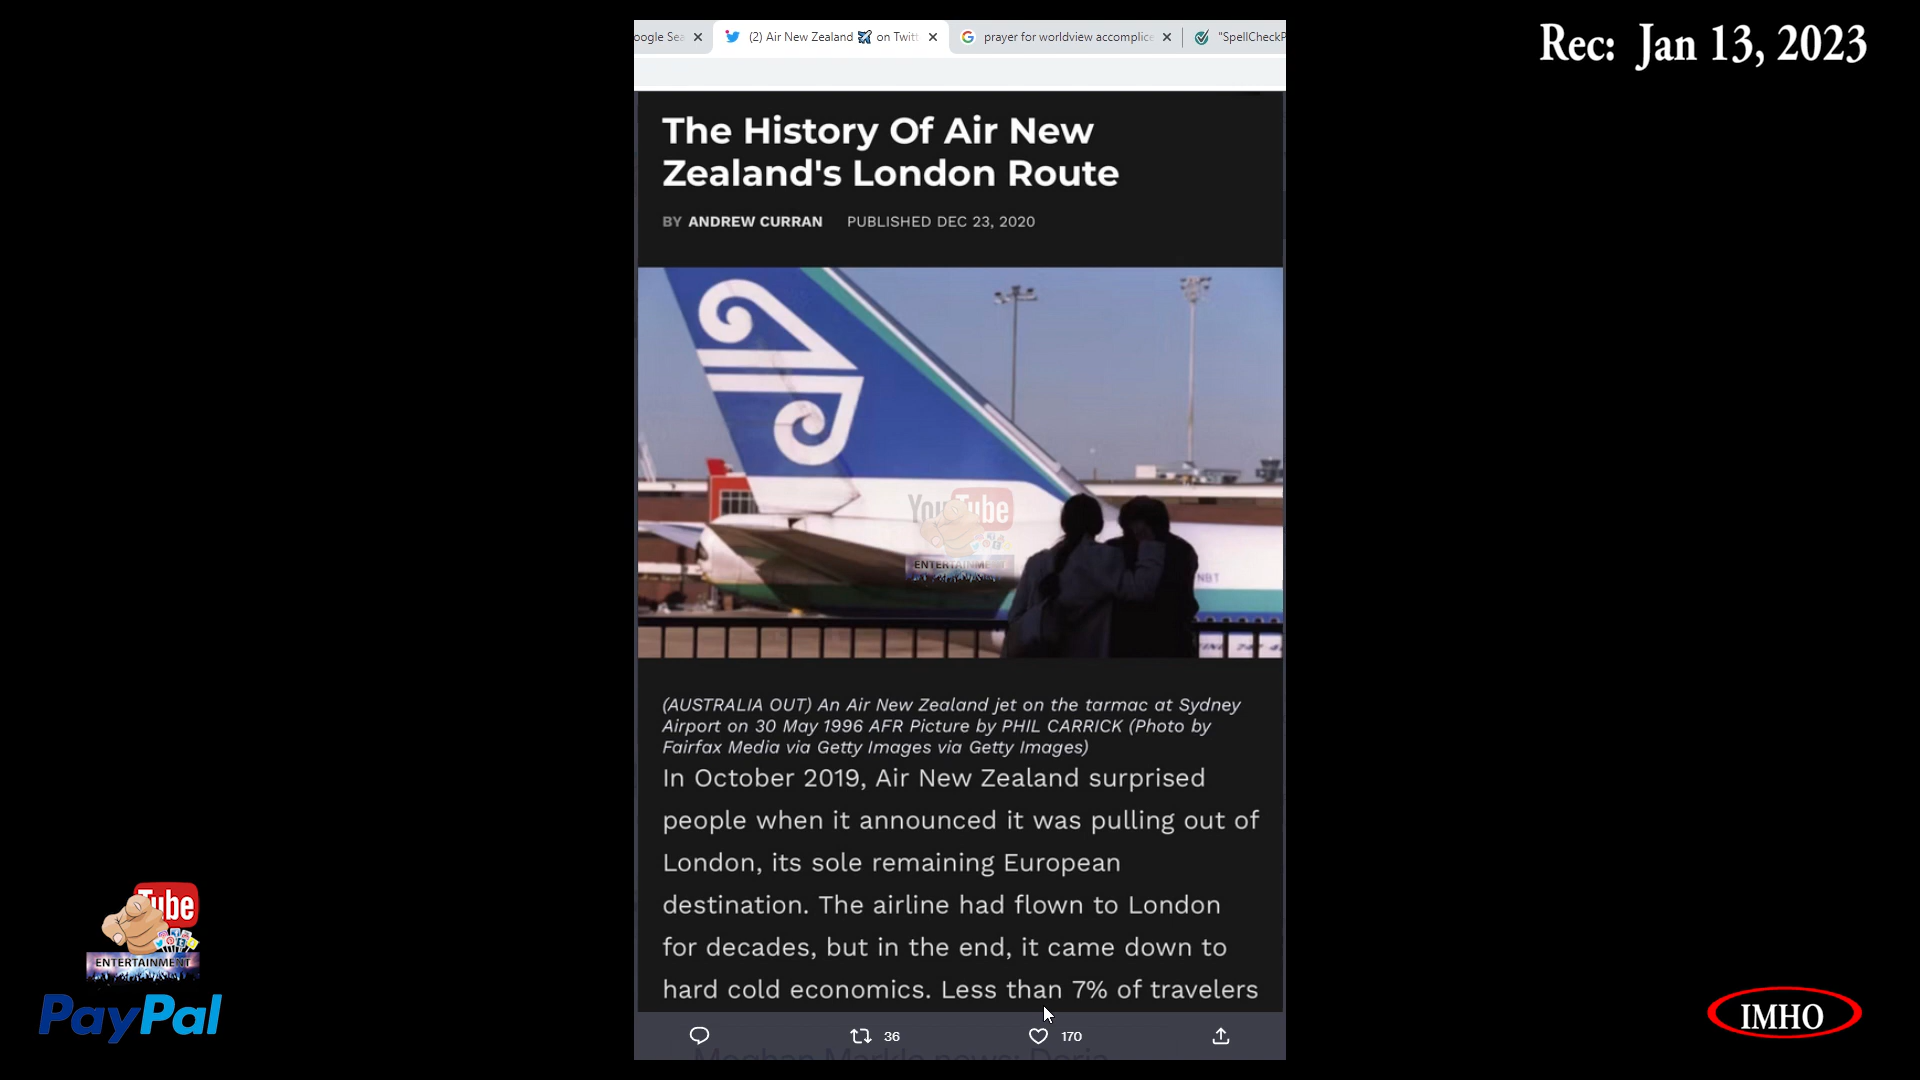 oogle Sea
(2) Air New Zealand on Twitt
prayer for worldview accomplice
"SpellCheckP
Rec: Jan 13, 2023
The History Of Air New
Zealand's London Route
BY ANDREW CURRAN PUBLISHED DEC 23, 2020
YouTube
ENTERTAINMENT
NBT
(AUSTRALIA OUT) An Air New Zealand jet on the tarmac at Sydney
Airport on 30 May 1996 AFR Picture by PHIL CARRICK (Photo by
Fairfax Media via Getty Images via Getty Images)
In October 2019, Air New Zealand surprised
people when it announced it was pulling out of
London, its sole remaining European
destination. The airline had flown to London
for decades, but in the end, it came down to
hard cold economics. Less than 7% of travelers
36
170
Meghan Markle news: Doria
Tube
ENTERTAINMENT
PayPal
IMHO